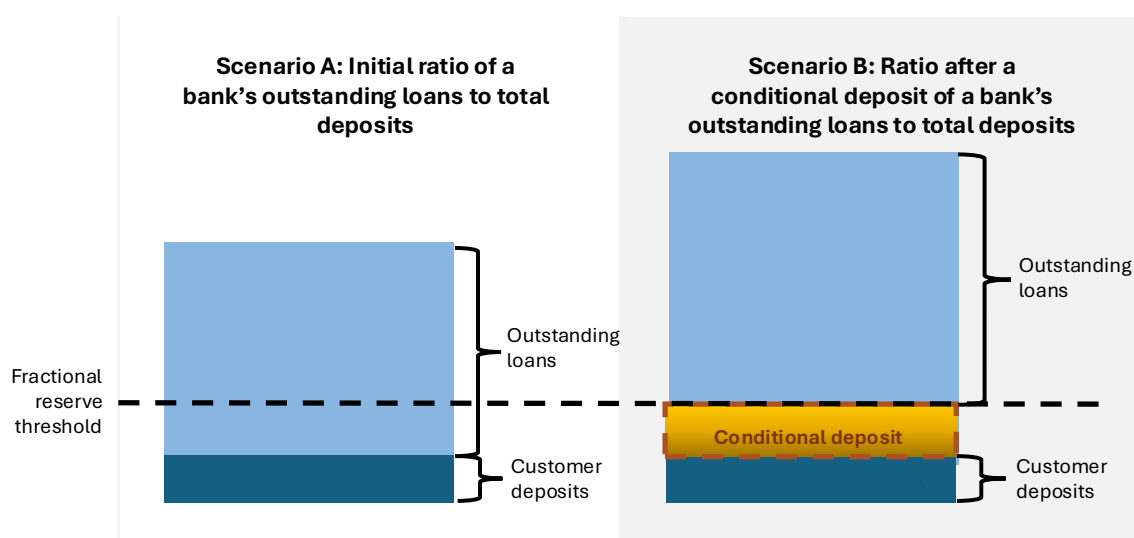 Scenario A: Initial ratio of a
bank’s outstanding loans to total
deposits
Outstanding
loans
Fractional
reserve
threshold
Customer
deposits
Scenario B: Ratio after a
conditional deposit of a bank’s
outstanding loans to total deposits
Outstanding
loans
Conditional deposit
Customer
deposits